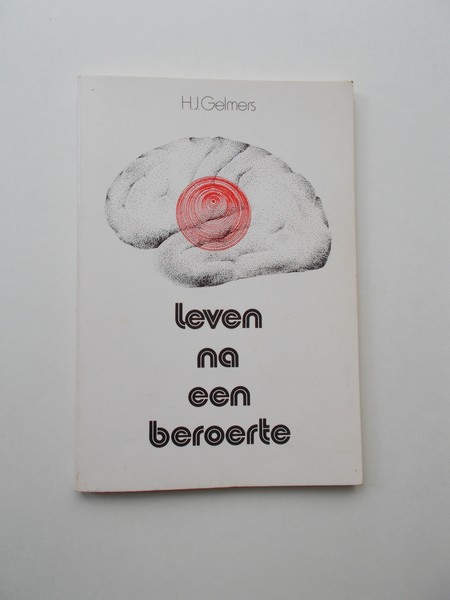 H.J.Gelmers
leven
na
een
beroerte